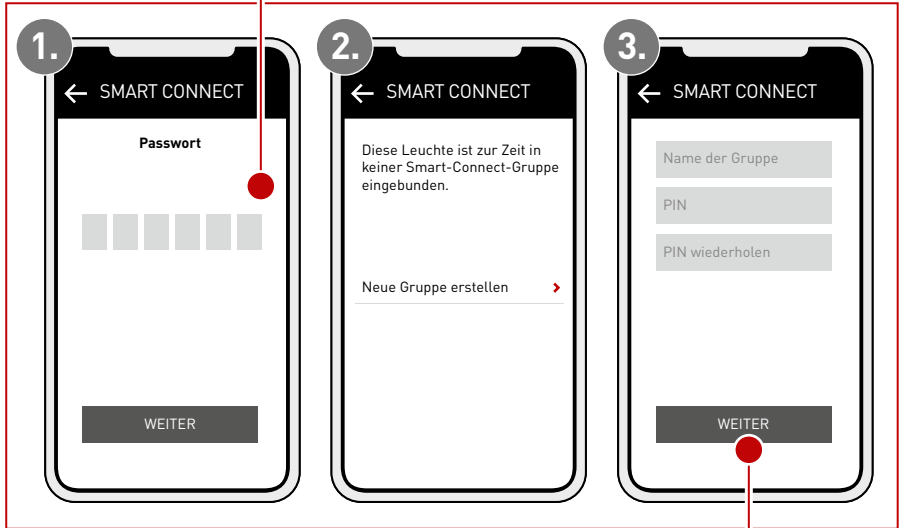 1.
SMART CONNECT
Passwort
WEITER
2.
SMART CONNECT
Diese Leuchte ist zur Zeit in
keiner Smart-Connect-Gruppe
eingebunden.
Neue Gruppe erstellen
3.
SMART CONNECT
Name der Gruppe
PIN
PIN wiederholen
WEITER